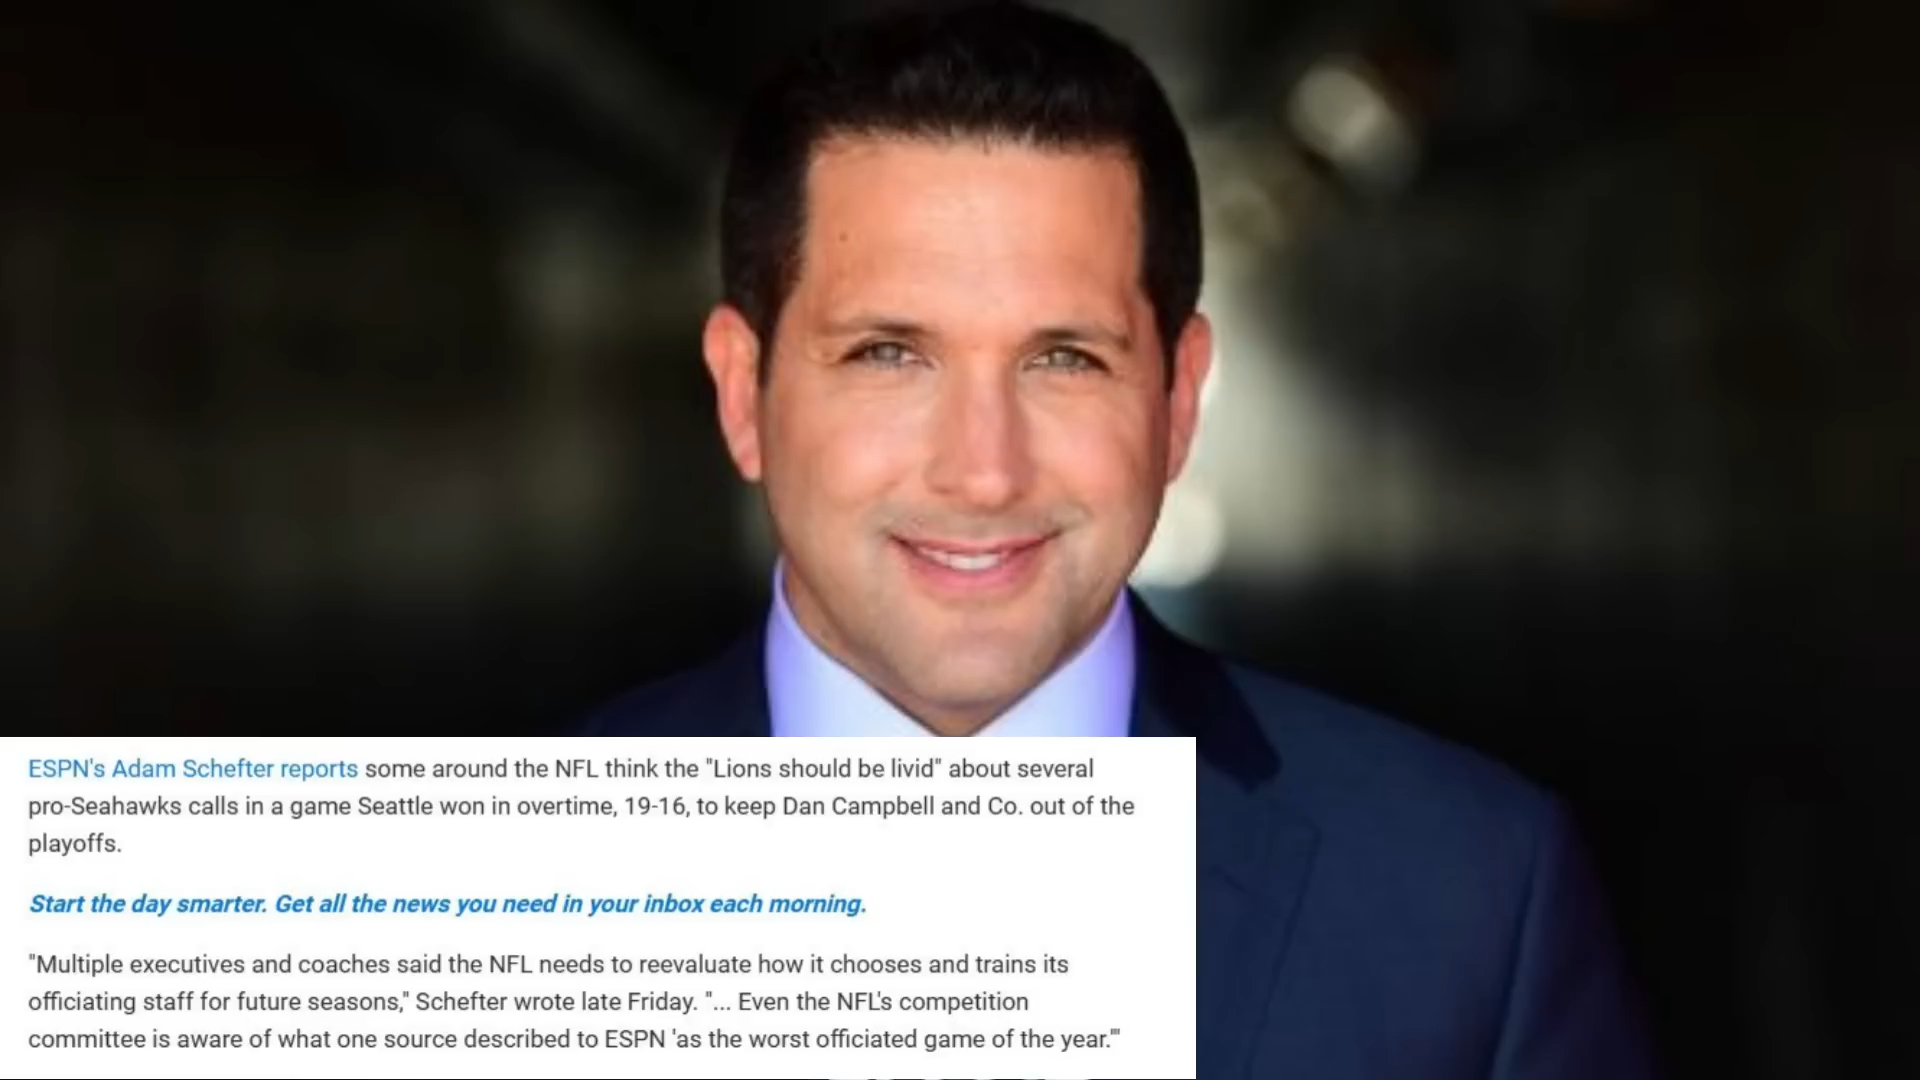 ESPN's Adam Schefter reports some around the NFL think the "Lions should be livid" about several
pro-Seahawks calls in a game Seattle won in overtime, 19-16, to keep Dan Campbell and Co. out of the
playoffs.
Start the day smarter. Get all the news you need in your inbox each morning.
"Multiple executives and coaches said the NFL needs to reevaluate how it chooses and trains its
officiating staff for future seasons," Schefter wrote late Friday. "... Even the NFL's competition
committee is aware of what one source described to ESPN 'as the worst officiated game of the year.'"